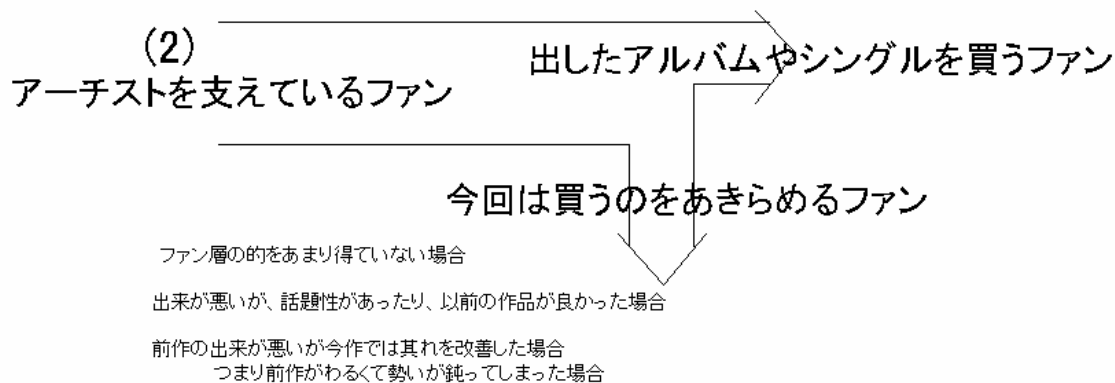 (2)
アーチストを支えているファン
出したアルバムやシングルを買うファン
今回は買うのをあきらめるファン
ファン層の的をあまり得ていない場合
出来が悪いが、話題性があったり、以前の作品が良かった場合
前作の出来が悪いが今作では其れを改善した場合
つまり前作がわるくて勢いが鈍ってしまった場合